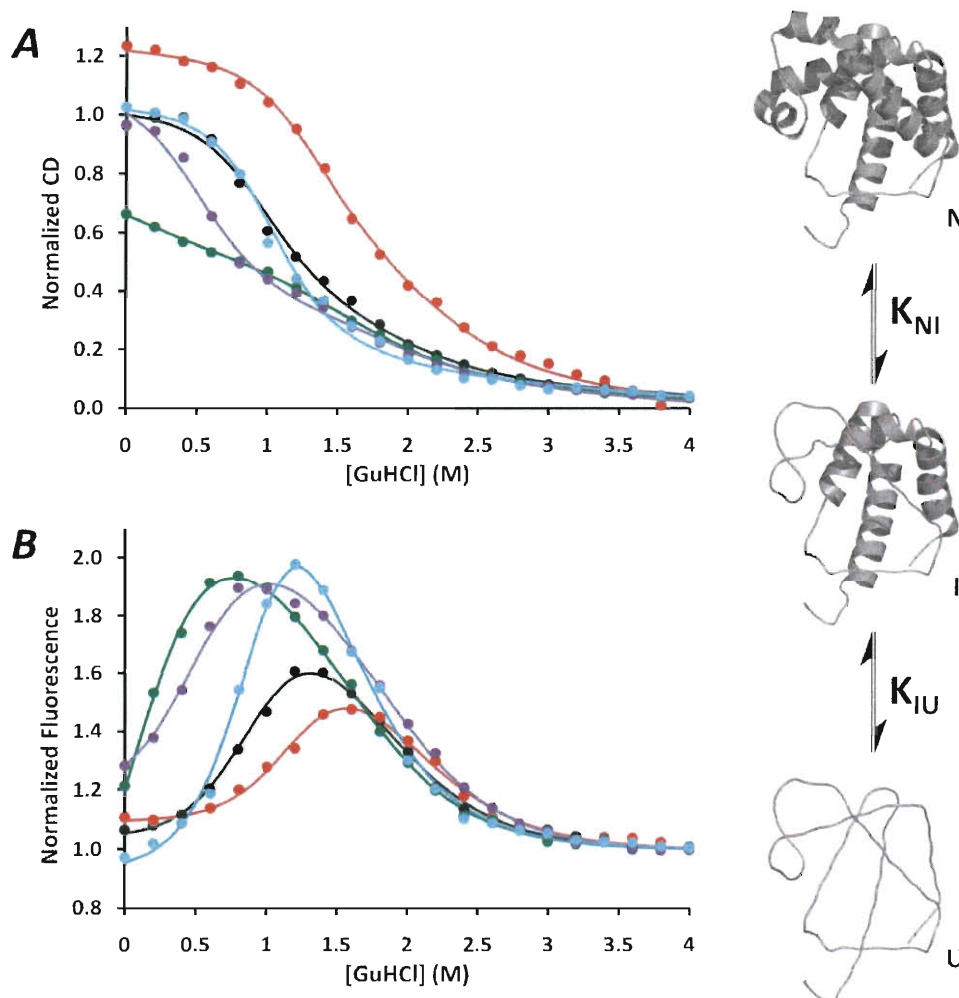 A
Normalized CD
1.2
1.0
0.8
0.6
0.4
0.2
0.0
0 0.5 1 1.5 2 2.5 3 3.5 4
[GuHCl] (M)
B
Normalized Fluorescence
2.0
1.8
1.6
1.4
1.2
1.0
0.8
0 0.5 1 1.5 2 2.5 3 3.5 4
[GuHCl] (M)
N
K_NI
I
K_IU
U